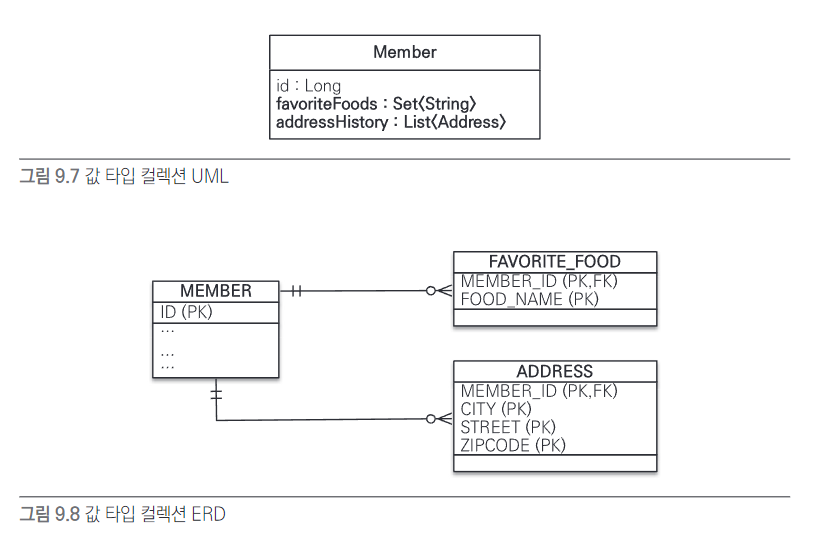 Member
id : Long
favoriteFoods : Set<String>
addressHistory : List<Address>
그림 9.7 값 타입 컬렉션 UML
MEMBER
ID (PK)
...
...
...
FAVORITE_FOOD
MEMBER_ID (PK,FK)
FOOD_NAME (PK)
ADDRESS
MEMBER_ID (PK,FK)
CITY (PK)
STREET (PK)
ZIPCODE (PK)
그림 9.8 값 타입 컬렉션 ERD